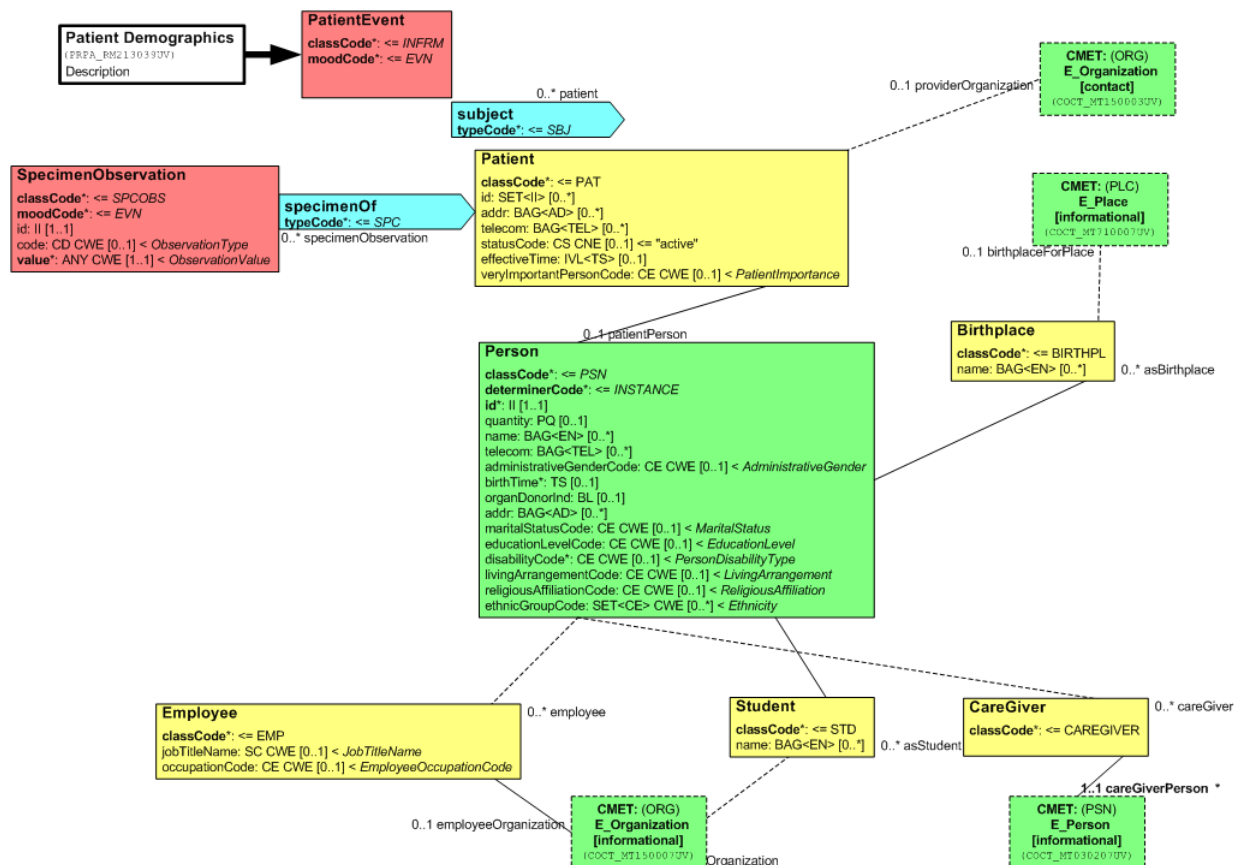 Patient Demographics
(PRPA_RM213039UV)
Description
PatientEvent
classCode*: <= INFRM
moodCode*: <= EVN
0..* patient
subject
typeCode*: <= SBJ
0..1 providerOrganization
CMET: (ORG)
E_Organization
[contact]
(COCT_MT150003UV)
SpecimenObservation
classCode*: <= SPCOBS
moodCode*: <= EVN
id: II [1..1]
code: CD CWE [0..1] < ObservationType
value*: ANY CWE [1..1] < ObservationValue
specimenOf
typeCode*: <= SPC
0..* specimenObservation
Patient
classCode*: <= PAT
id: SET<II> [0..*]
addr: BAG<AD> [0..*]
telecom: BAG<TEL> [0..*]
statusCode: CS CNE [0..1] <= "active"
effectiveTime: IVL<TS> [0..1]
veryImportantPersonCode: CE CWE [0..1] < PatientImportance
CMET: (PLC)
E_Place
[informational]
(COCT_MT710007UV)
0..1 birthplaceForPlace
Birthplace
classCode*: <= BIRTHPL
name: BAG<EN> [0..*]
0..* asBirthplace
0..1 patientPerson
Person
classCode*: <= PSN
determinerCode*: <= INSTANCE
id*: II [1..1]
quantity: PQ [0..1]
name: BAG<EN> [0..*]
telecom: BAG<TEL> [0..*]
administrativeGenderCode: CE CWE [0..1] < AdministrativeGender
birthTime*: TS [0..1]
organDonorInd: BL [0..1]
addr: BAG<AD> [0..*]
maritalStatusCode: CE CWE [0..1] < MaritalStatus
educationLevelCode: CE CWE [0..1] < EducationLevel
disabilityCode*: CE CWE [0..1] < PersonDisabilityType
livingArrangementCode: CE CWE [0..1] < LivingArrangement
religiousAffiliationCode: CE CWE [0..1] < ReligiousAffiliation
ethnicGroupCode: SET<CE> CWE [0..*] < Ethnicity
Employee
classCode*: <= EMP
jobTitleName: SC CWE [0..1] < JobTitleName
occupationCode: CE CWE [0..1] < EmployeeOccupationCode
0..* employee
Student
classCode*: <= STD
name: BAG<EN> [0..*]
0..* asStudent
CareGiver
classCode*: <= CAREGIVER
0..* careGiver
0..1 employeeOrganization
CMET: (ORG)
E_Organization
[informational]
(COCT_MT150007UV)
Organization
1..1 careGiverPerson *
CMET: (PSN)
E_Person
[informational]
(COCT_MT030207UV)